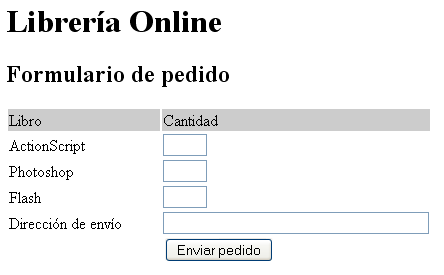 Librería Online
Formulario de pedido
Libro Cantidad
ActionScript
Photoshop
Flash
Dirección de envío
Enviar pedido